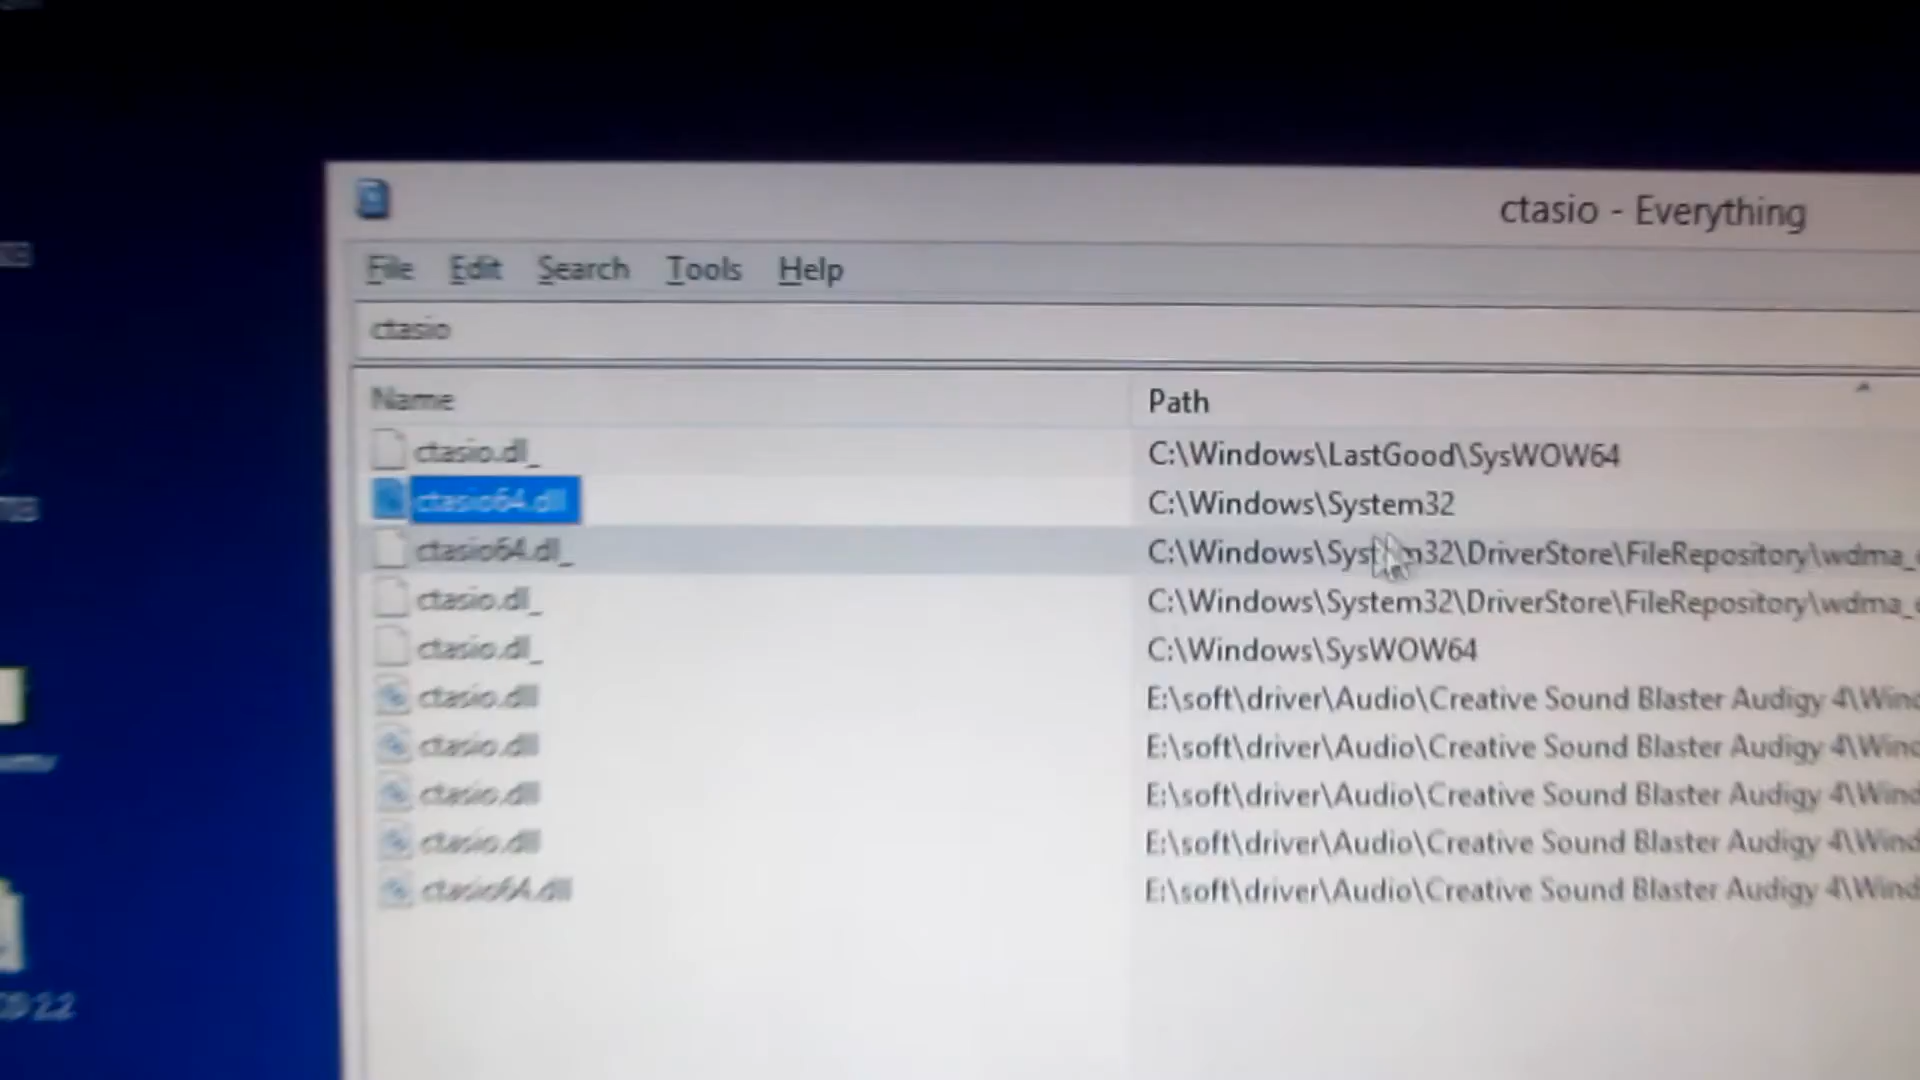 ctasio - Everything
File Edit Search Tools Help
ctasio
Name Path
ctasio.dl_ C:\Windows\LastGood\SysWOW64
ctasio64.dll C:\Windows\System32
ctasio64.dl_ C:\Windows\System32\DriverStore\FileRepository\wdma_
ctasio.dl_ C:\Windows\System32\DriverStore\FileRepository\wdma_
ctasio.dl_ C:\Windows\SysWOW64
ctasio.dll E:\soft\driver\Audio\Creative Sound Blaster Audigy 4\Wind
ctasio.dll E:\soft\driver\Audio\Creative Sound Blaster Audigy 4\Wind
ctasio.dll E:\soft\driver\Audio\Creative Sound Blaster Audigy 4\Wind
ctasio.dll E:\soft\driver\Audio\Creative Sound Blaster Audigy 4\Wind
ctasio64.dll E:\soft\driver\Audio\Creative Sound Blaster Audigy 4\Wind
2.2